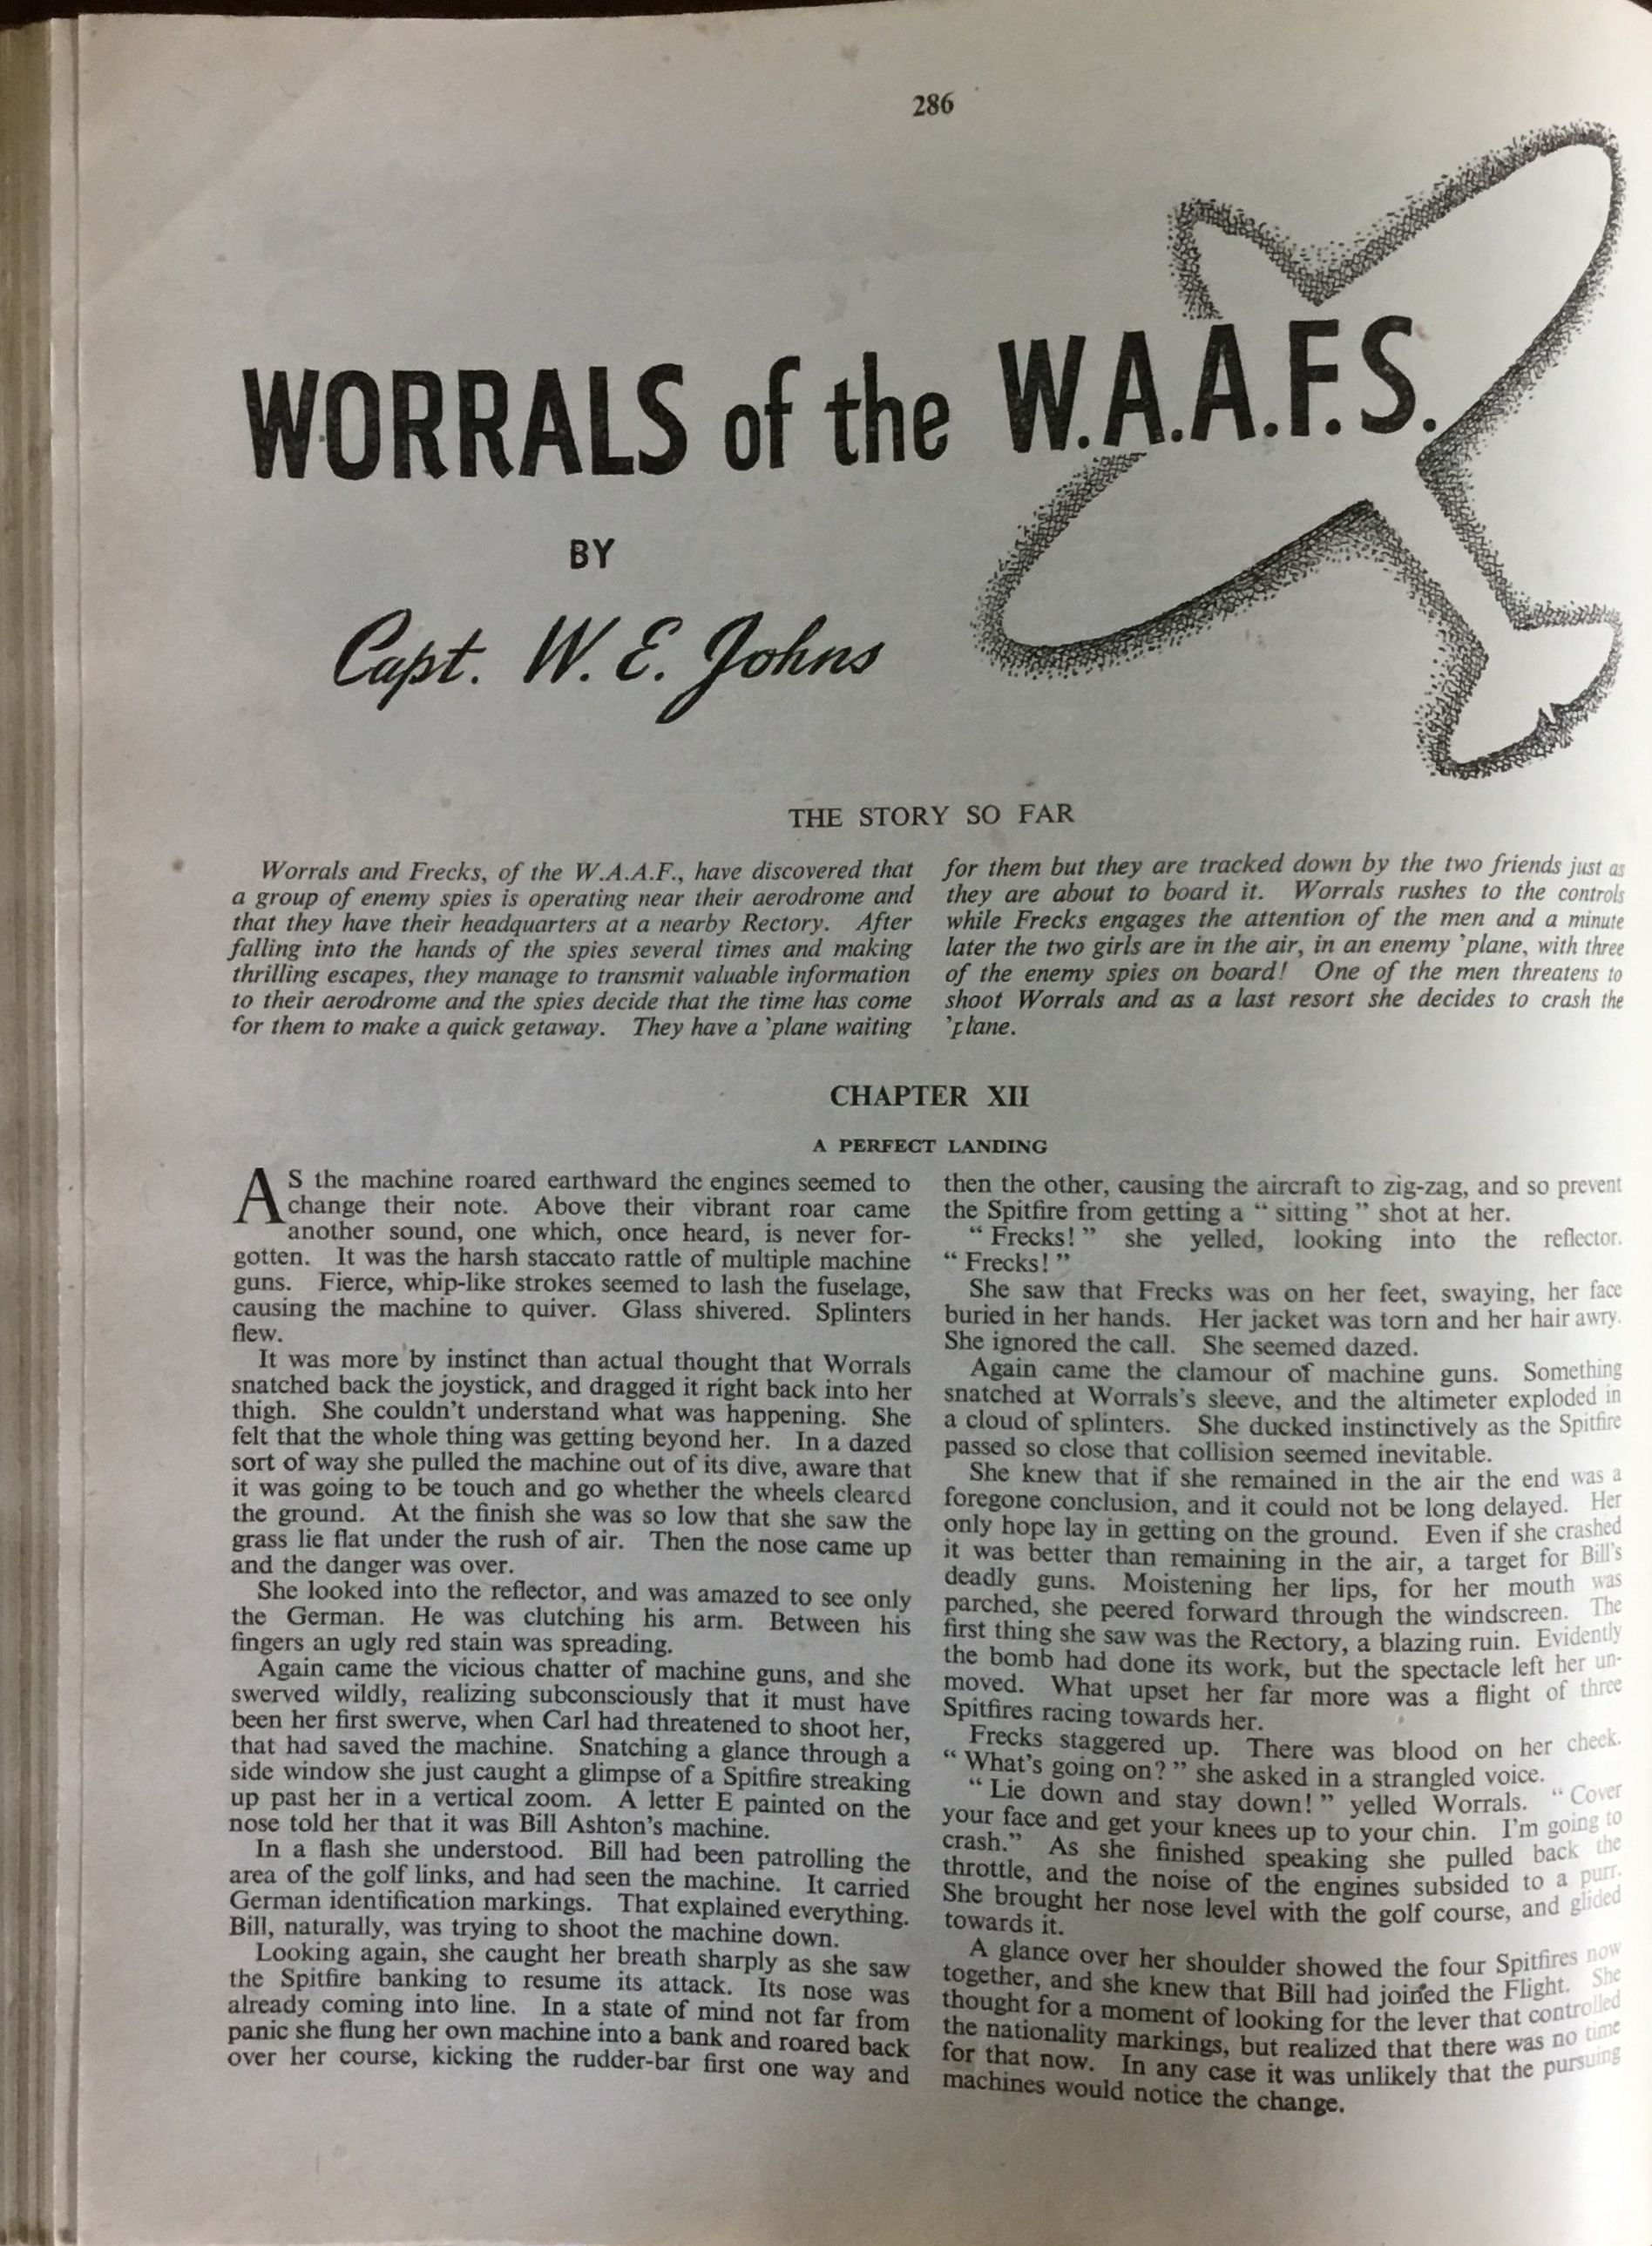 286
WORRALS of the W.A.A.F.S.
BY
Capt. W. E. Johns
THE STORY SO FAR
Worrals and Frecks, of the W.A.A.F., have discovered that
a group of enemy spies is operating near their aerodrome and
that they have their headquarters at a nearby Rectory. After
falling into the hands of the spies several times and making
thrilling escapes, they manage to transmit valuable information
to their aerodrome and the spies decide that the time has come
for them to make a quick getaway. They have a 'plane waiting
for them but they are tracked down by the two friends just as
they are about to board it. Worrals rushes to the controls
while Frecks engages the attention of the men and a minute
later the two girls are in the air, in an enemy 'plane, with three
of the enemy spies on board! One of the men threatens to
shoot Worrals and as a last resort she decides to crash the
'plane.
CHAPTER XII
A PERFECT LANDING
AS the machine roared earthward the engines seemed to
change their note. Above their vibrant roar came
another sound, one which, once heard, is never for-
gotten. It was the harsh staccato rattle of multiple machine
guns. Fierce, whip-like strokes seemed to lash the fuselage,
causing the machine to quiver. Glass shivered. Splinters
flew.
It was more by instinct than actual thought that Worrals
snatched back the joystick, and dragged it right back into her
thigh. She couldn't understand what was happening. She
felt that the whole thing was getting beyond her. In a dazed
sort of way she pulled the machine out of its dive, aware that
it was going to be touch and go whether the wheels cleared
the ground. At the finish she was so low that she saw the
grass lie flat under the rush of air. Then the nose came up
and the danger was over.
She looked into the reflector, and was amazed to see only
the German. He was clutching his arm. Between his
fingers an ugly red stain was spreading.
Again came the vicious chatter of machine guns, and she
swerved wildly, realizing subconsciously that it must have
been her first swerve, when Carl had threatened to shoot her,
that had saved the machine. Snatching a glance through a
side window she just caught a glimpse of a Spitfire streaking
up past her in a vertical zoom. A letter E painted on the
nose told her that it was Bill Ashton's machine.
In a flash she understood. Bill had been patrolling the
area of the golf links, and had seen the machine. It carried
German identification markings. That explained everything.
Bill, naturally, was trying to shoot the machine down.
Looking again, she caught her breath sharply as she saw
the Spitfire banking to resume its attack. Its nose was
already coming into line. In a state of mind not far from
panic she flung her own machine into a bank and roared back
over her course, kicking the rudder-bar first one way and
then the other, causing the aircraft to zig-zag, and so prevent
the Spitfire from getting a " sitting " shot at her.
" Frecks! " she yelled, looking into the reflector.
" Frecks! "
She saw that Frecks was on her feet, swaying, her face
buried in her hands. Her jacket was torn and her hair awry.
She ignored the call. She seemed dazed.
Again came the clamour of machine guns. Something
snatched at Worrals's sleeve, and the altimeter exploded in
a cloud of splinters. She ducked instinctively as the Spitfire
passed so close that collision seemed inevitable.
She knew that if she remained in the air the end was a
foregone conclusion, and it could not be long delayed. Her
only hope lay in getting on the ground. Even if she crashed
it was better than remaining in the air, a target for Bill's
deadly guns. Moistening her lips, for her mouth was
parched, she peered forward through the windscreen. The
first thing she saw was the Rectory, a blazing ruin. Evidently
the bomb had done its work, but the spectacle left her un-
moved. What upset her far more was a flight of three
Spitfires racing towards her.
Frecks staggered up. There was blood on her cheek.
" What's going on? " she asked in a strangled voice.
" Lie down and stay down! " yelled Worrals. " Cover
your face and get your knees up to your chin. I'm going to
crash." As she finished speaking she pulled back the
throttle, and the noise of the engines subsided to a purr.
She brought her nose level with the golf course, and glided
towards it.
A glance over her shoulder showed the four Spitfires now
together, and she knew that Bill had joined the Flight. She
thought for a moment of looking for the lever that controlled
the nationality markings, but realized that there was no time
for that now. In any case it was unlikely that the pursuing
machines would notice the change.